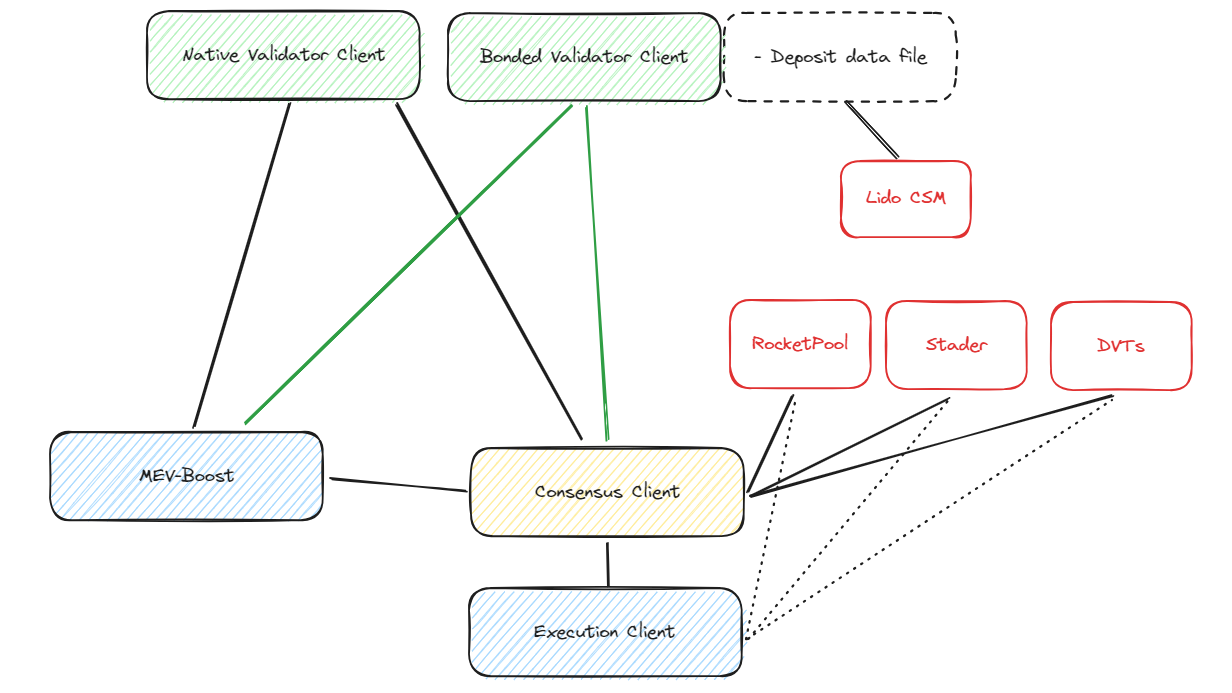 Native Validator Client
Bonded Validator Client
- Deposit data file
Lido CSM
RocketPool
Stader
DVTs
MEV-Boost
Consensus Client
Execution Client